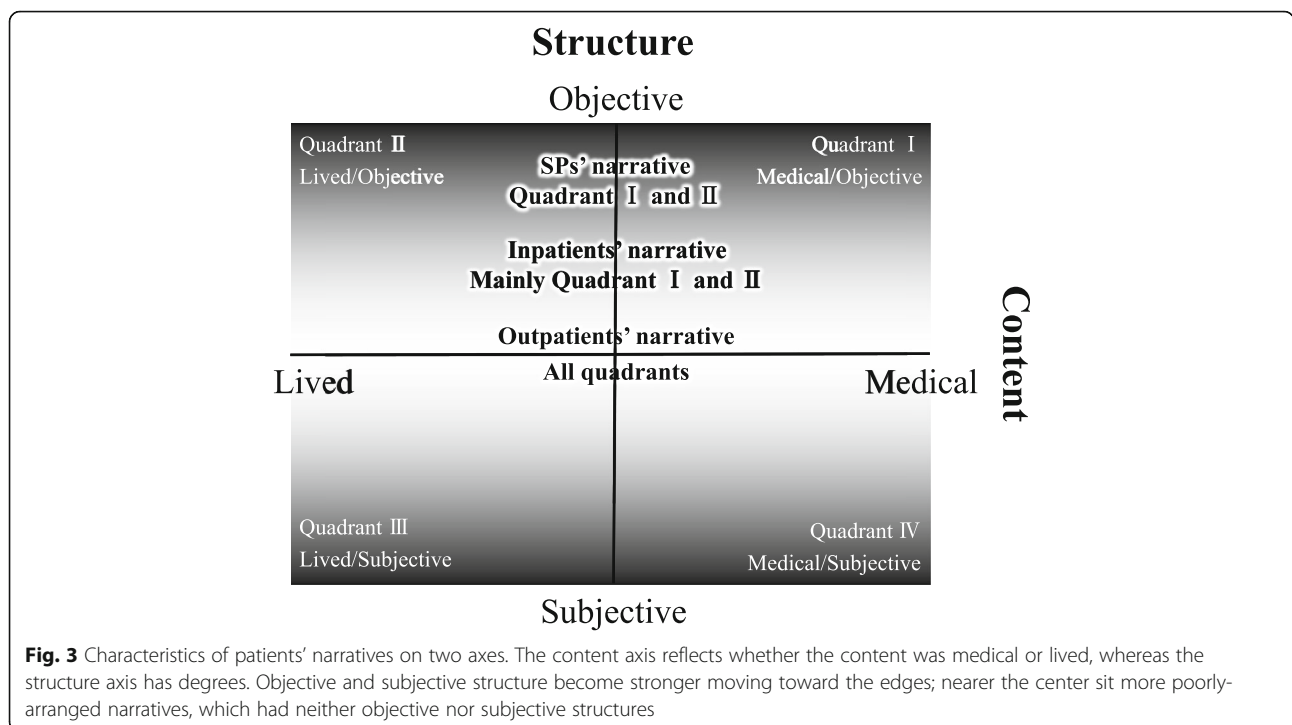 Structure
Objective
Quadrant Ⅱ
Lived/Objective
Quadrant Ⅰ
Medical/Objective
SPs' narrative
Quadrant Ⅰ and Ⅱ
Inpatients' narrative
Mainly Quadrant Ⅰ and Ⅱ
Outpatients' narrative
All quadrants
Lived
Medical
Content
Quadrant Ⅲ
Lived/Subjective
Quadrant Ⅳ
Medical/Subjective
Subjective
Fig. 3 Characteristics of patients' narratives on two axes. The content axis reflects whether the content was medical or lived, whereas the
structure axis has degrees. Objective and subjective structure become stronger moving toward the edges; nearer the center sit more poorly-
arranged narratives, which had neither objective nor subjective structures